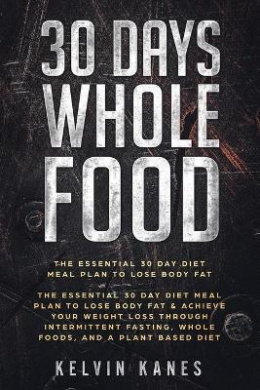 30 DAYS
WHOLE
FOOD
THE ESSENTIAL 30 DAY DIET
MEAL PLAN TO LOSE BODY FAT
THE ESSENTIAL 30 DAY DIET MEAL
PLAN TO LOSE BODY FAT & ACHIEVE
YOUR WEIGHT LOSS THROUGH
INTERMITTENT FASTING, WHOLE
FOODS, AND A PLANT BASED DIET
KELVIN KANES